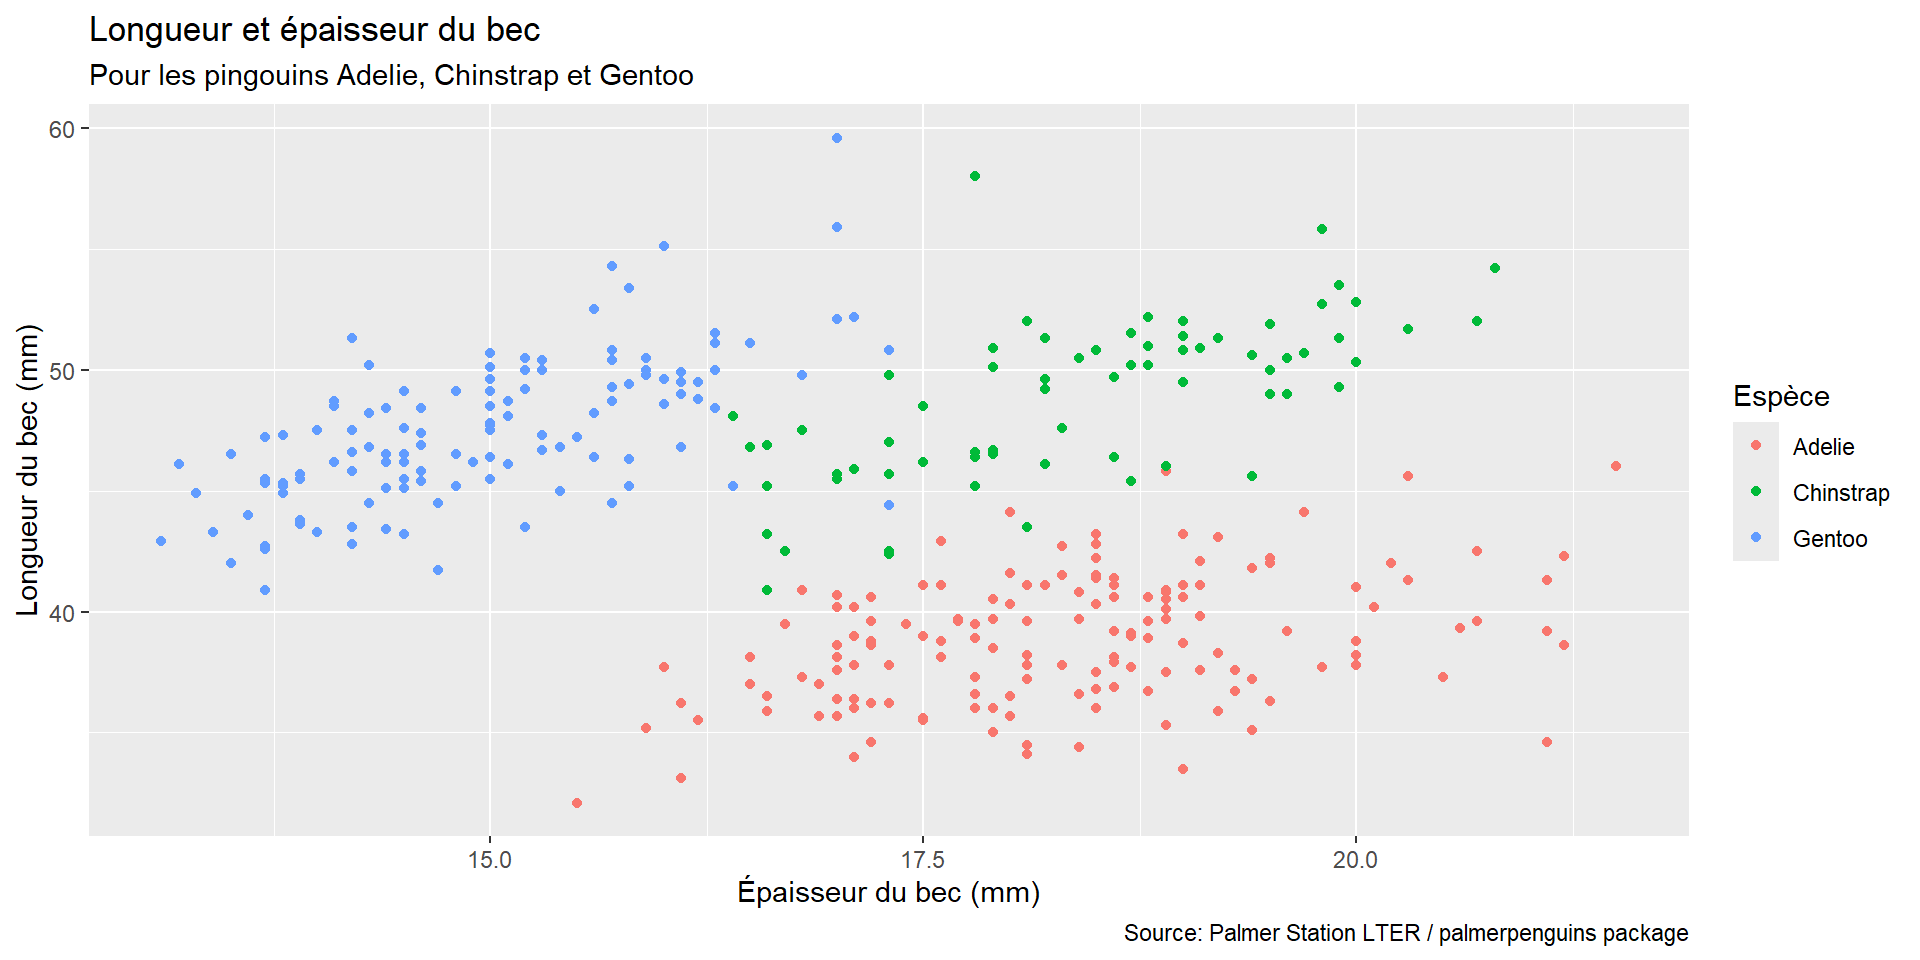 Longueur et épaisseur du bec
Pour les pingouins Adelie, Chinstrap et Gentoo
Longueur du bec (mm)
60
50
40
15.0
17.5
20.0
Épaisseur du bec (mm)
Espèce
Adelie
Chinstrap
Gentoo
Source: Palmer Station LTER / palmerpenguins package